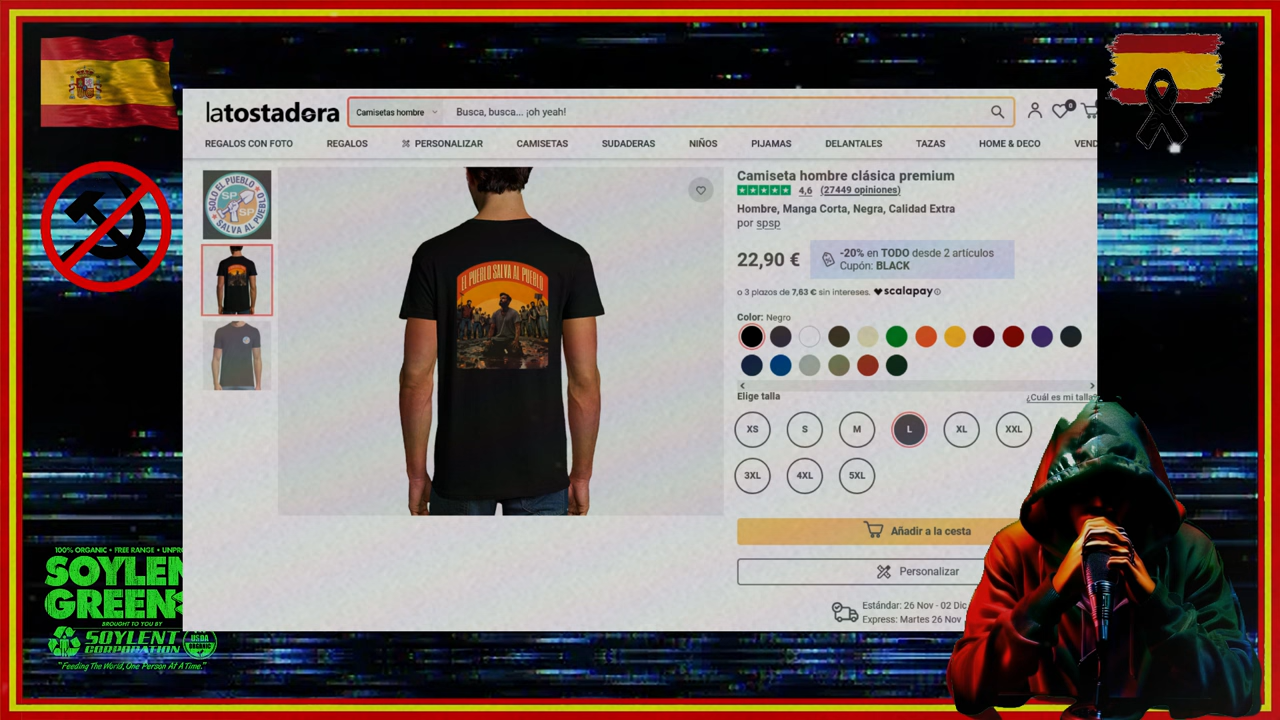 latostadora
Camisetas hombre
Busca, busca... ¡oh yeah!
0
REGALOS CON FOTO
REGALOS
PERSONALIZAR
CAMISETAS
SUDADERAS
NIÑOS
PIJAMAS
DELANTALES
TAZAS
HOME & DECO
VEND
SOLO EL PUEBLO
SALVA AL PUEBLO
SP
SP
EL PUEBLO SALVA AL PUEBLO
Camiseta hombre clásica premium
4,6 (27449 opiniones)
Hombre, Manga Corta, Negra, Calidad Extra
por spsp
22,90 €
-20% en TODO desde 2 artículos
Cupón: BLACK
o 3 plazos de 7,63 € sin intereses. scalapay
Color: Negro
Elige talla
¿Cuál es mi talla?
XS
S
M
L
XL
XXL
3XL
4XL
5XL
Añadir a la cesta
Personalizar
Estándar: 26 Nov - 02 Dic
Express: Martes 26 Nov
100% ORGANIC • FREE RANGE • UNPR
SOYLEN
GREEN
BROUGHT TO YOU BY
SOYLENT
CORPORATION
USDA
ORGANIC
"Feeding The World, One Person At A Time."